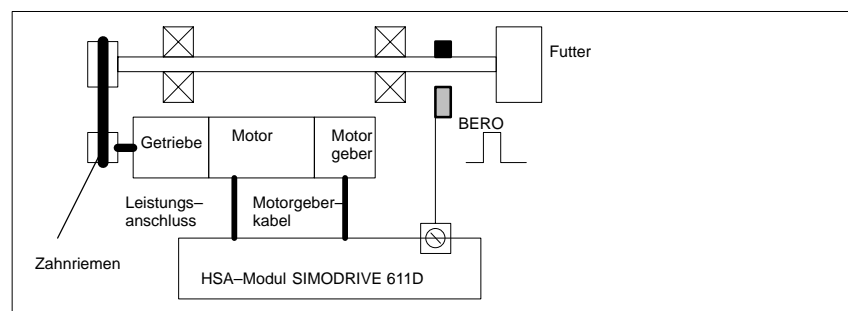 Futter
BERO
Getriebe
Motor
Motor
geber
Leistungs–
anschluss
Motorgeber–
kabel
Zahnriemen
HSA–Modul SIMODRIVE 611D